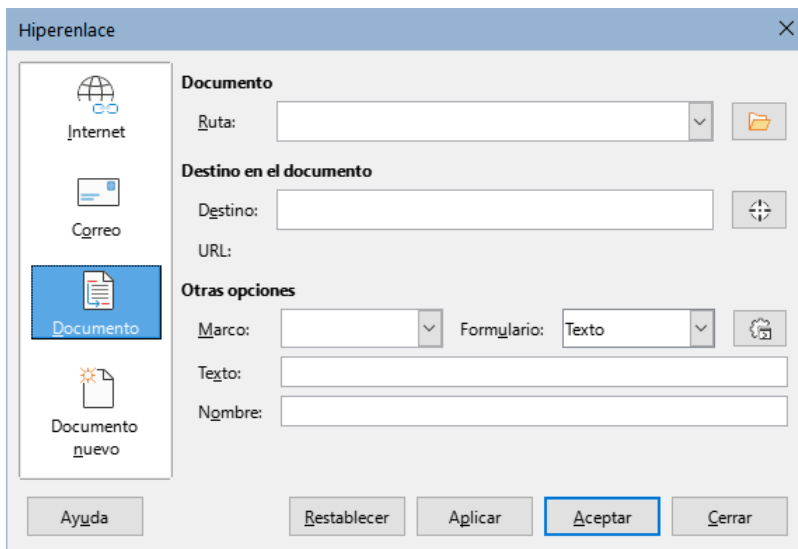 Hiperenlace
Internet
Correo
Documento
Documento
nuevo
Documento
Ruta:
Destino en el documento
Destino:
URL:
Otras opciones
Marco:
Formulario: Texto
Texto:
Nombre:
Ayuda
Restablecer
Aplicar
Aceptar
Cerrar